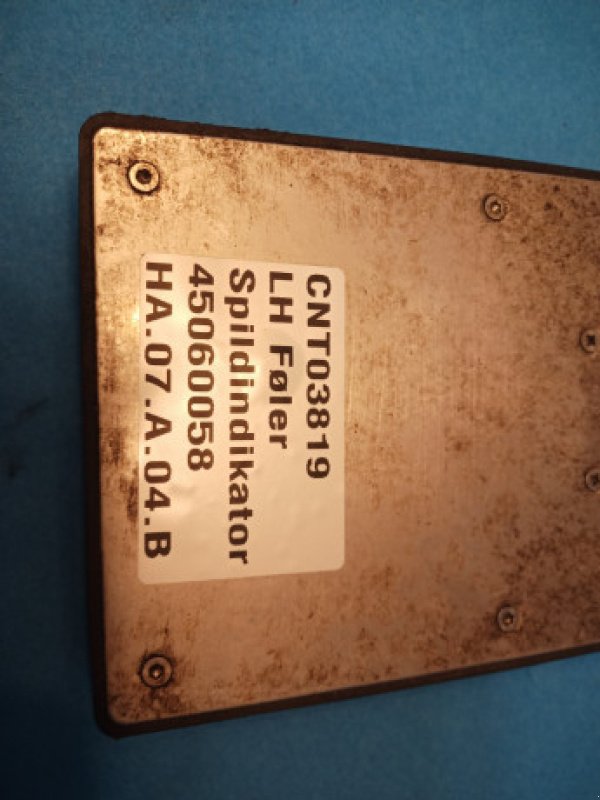 CNT03819
LH Føler
Spildindikator
45060058
HA.07.A.04.B